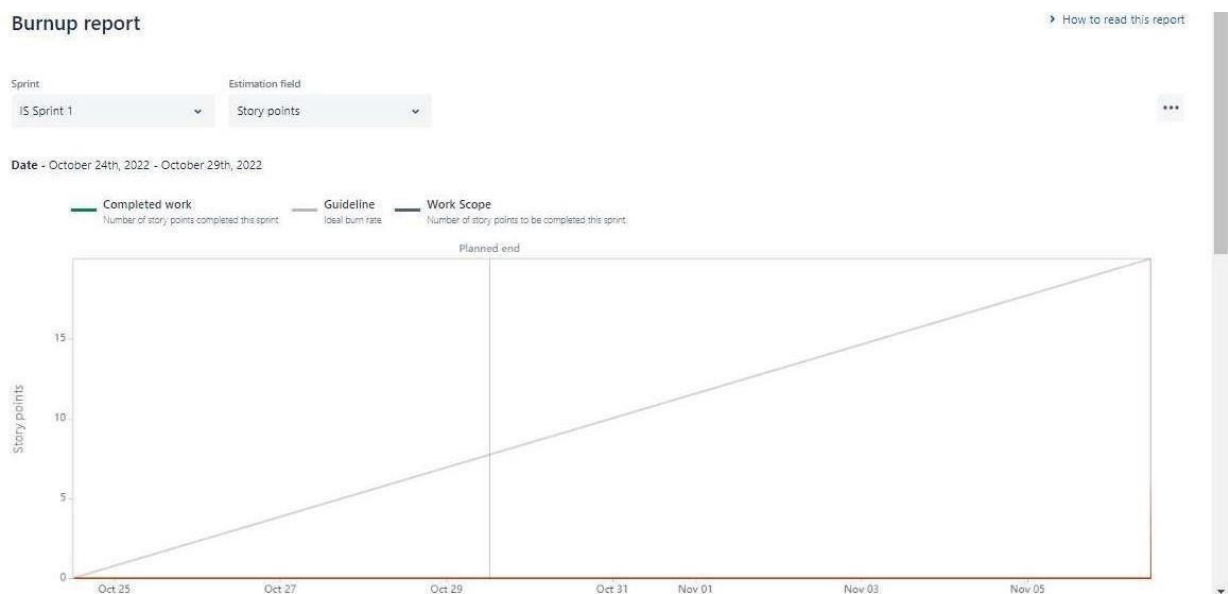 Burnup report
How to read this report
Sprint
Estimation field
IS Sprint 1
Story points
Date - October 24th, 2022 - October 29th, 2022
Completed work
Number of story points completed this sprint
Guideline
Ideal burn rate
Work Scope
Number of story points to be completed this sprint
Planned end
15
10
5
0
Story points
Oct 25
Oct 27
Oct 29
Oct 31
Nov 01
Nov 03
Nov 05